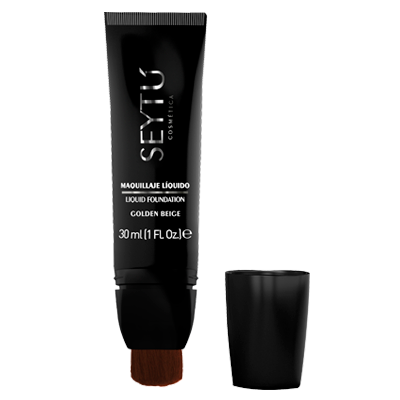 SEYTÚ
COSMÉTICA
MAQUILLAJE LÍQUIDO
LIQUID FOUNDATION
GOLDEN BEIGE
30 ml (1 FL Oz.) ℮